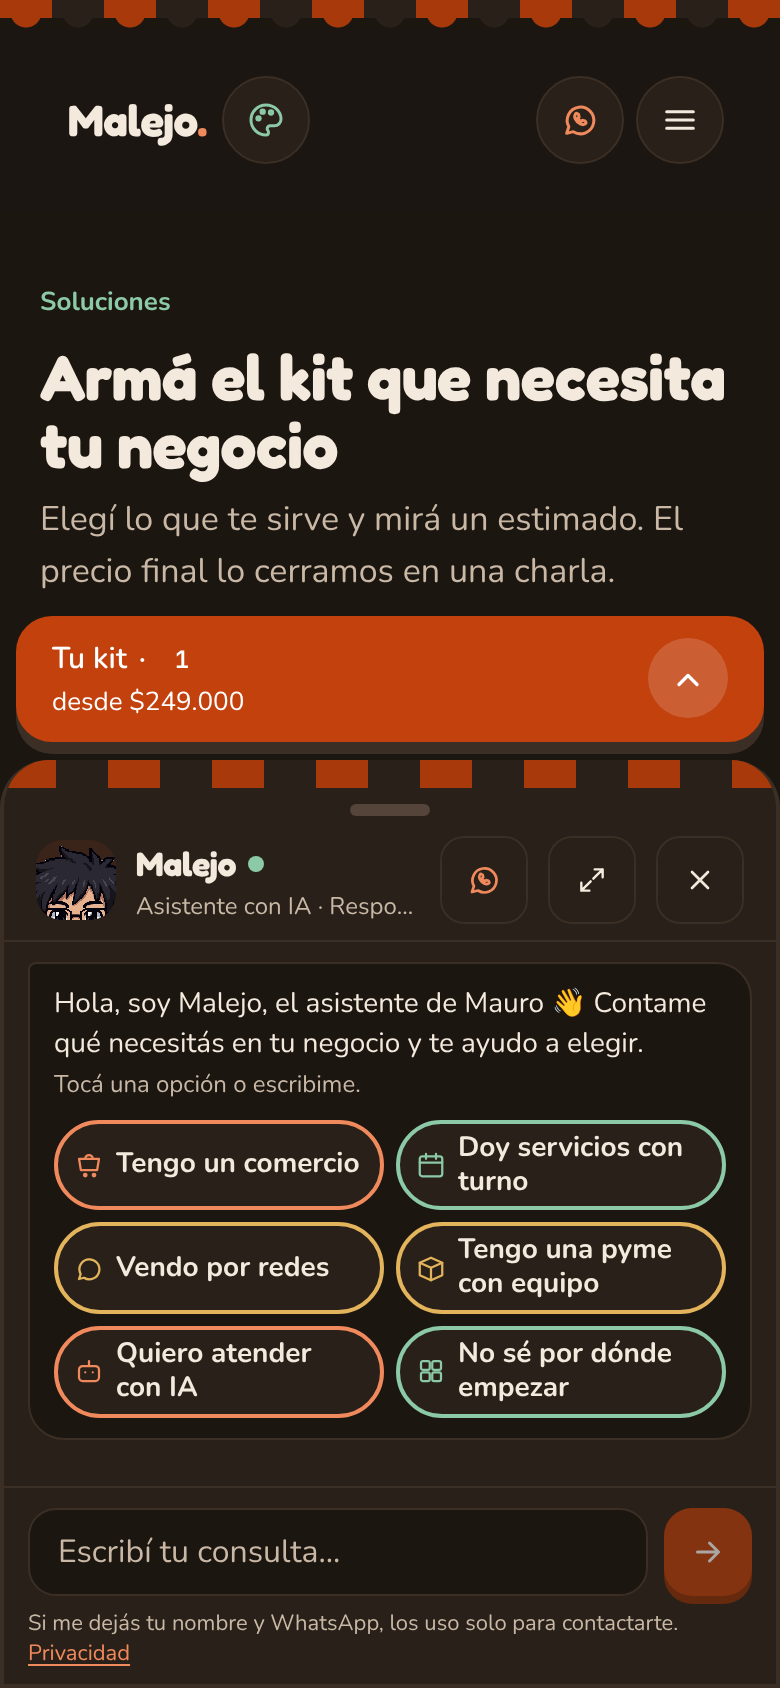 Malejo.
Soluciones
Armá el kit que necesita
tu negocio
Elegí lo que te sirve y mirá un estimado. El
precio final lo cerramos en una charla.
Tu kit · 1
desde $249.000
Malejo
Asistente con IA · Respo...
Hola, soy Malejo, el asistente de Mauro 👋 Contame
qué necesitás en tu negocio y te ayudo a elegir.
Tocá una opción o escribime.
Tengo un comercio
Doy servicios con
turno
Vendo por redes
Tengo una pyme
con equipo
Quiero atender
con IA
No sé por dónde
empezar
Escribí tu consulta...
Si me dejás tu nombre y WhatsApp, los uso solo para contactarte.
Privacidad